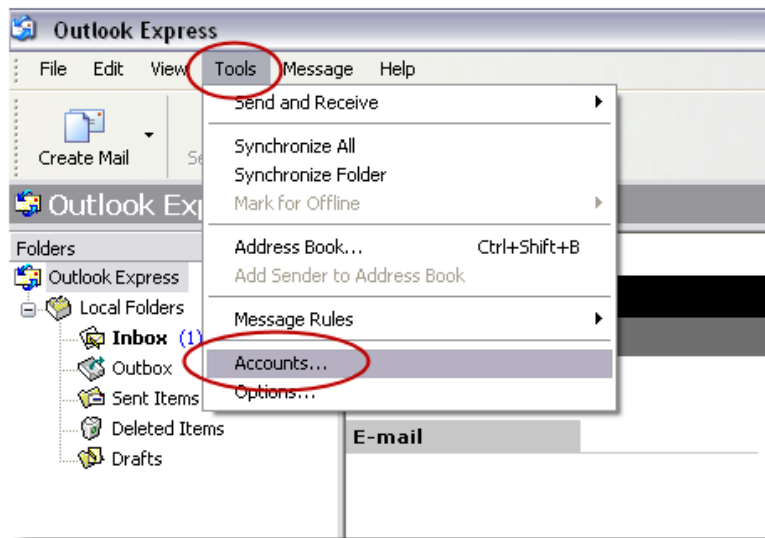 Outlook Express
File Edit View Tools Message Help
Send and Receive
Create Mail
Synchronize All
Synchronize Folder
Mark for Offline
Outlook Exp
Address Book... Ctrl+Shift+B
Add Sender to Address Book
Message Rules
Accounts...
Options...
Folders
Outlook Express
Local Folders
Inbox (1)
Outbox
Sent Items
Deleted Items
Drafts
E-mail